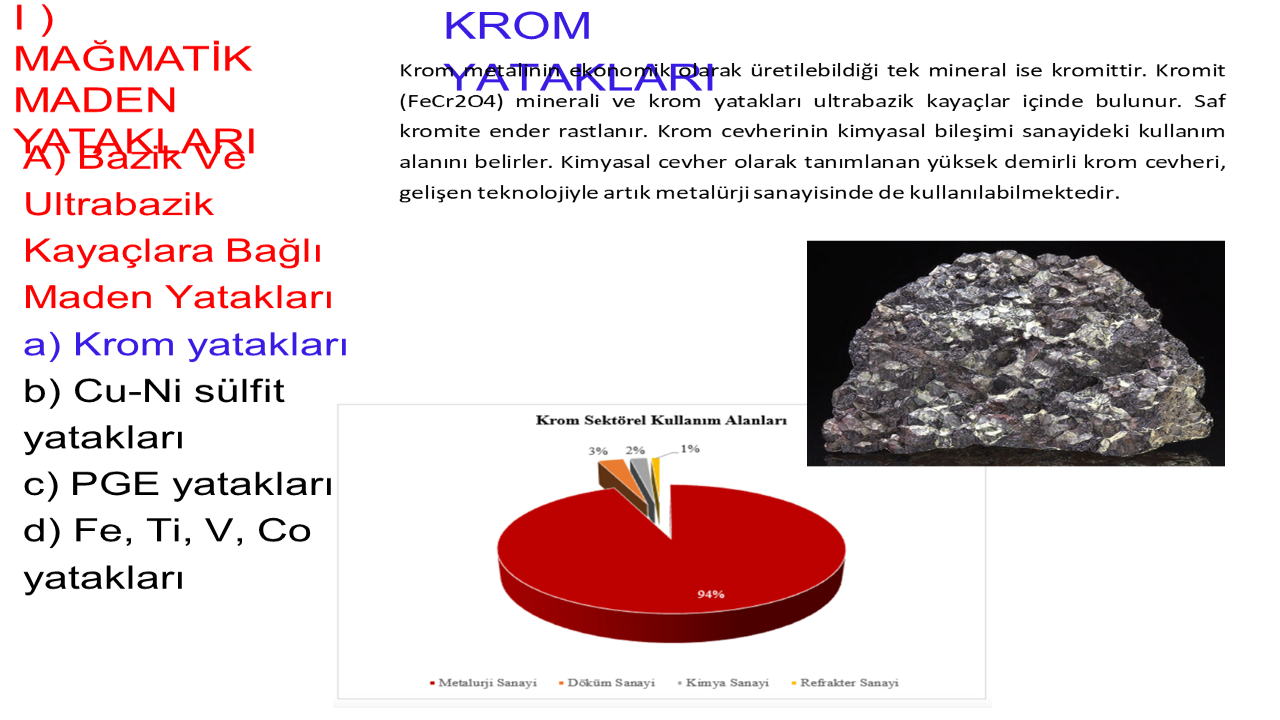 I )
MAĞMATİK
MADEN
YATAKLARI
A) Bazik Ve
Ultrabazik
Kayaçlara Bağlı
Maden Yatakları
a) Krom yatakları
b) Cu-Ni sülfit
yatakları
c) PGE yatakları
d) Fe, Ti, V, Co
yatakları
KROM
YATAKLARI
Krom metalinin ekonomik olarak üretilebildiği tek mineral ise kromittir. Kromit
(FeCr2O4) minerali ve krom yatakları ultrabazik kayaçlar içinde bulunur. Saf
kromite ender rastlanır. Krom cevherinin kimyasal bileşimi sanayideki kullanım
alanını belirler. Kimyasal cevher olarak tanımlanan yüksek demirli krom cevheri,
gelişen teknolojiyle artık metalürji sanayisinde de kullanılabilmektedir.
Krom Sektörel Kullanım Alanları
3% 2% 1%
94%
Metalurji Sanayi Döküm Sanayi Kimya Sanayi Refrakter Sanayi